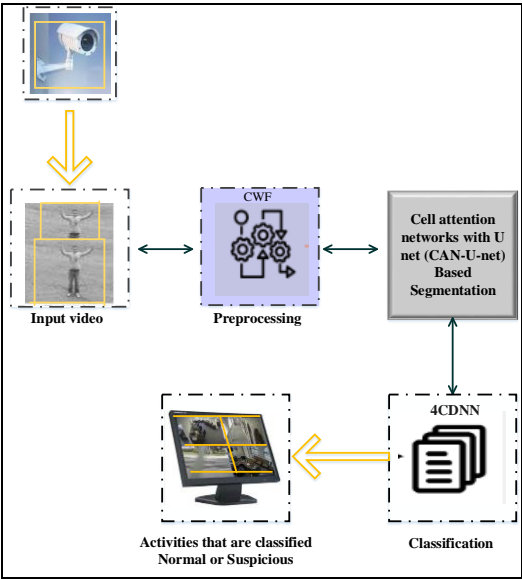 CWF
Input video
Preprocessing
Cell attention
networks with U
net (CAN-U-net)
Based
Segmentation
4CDNN
Activities that are classified
Normal or Suspicious
Classification